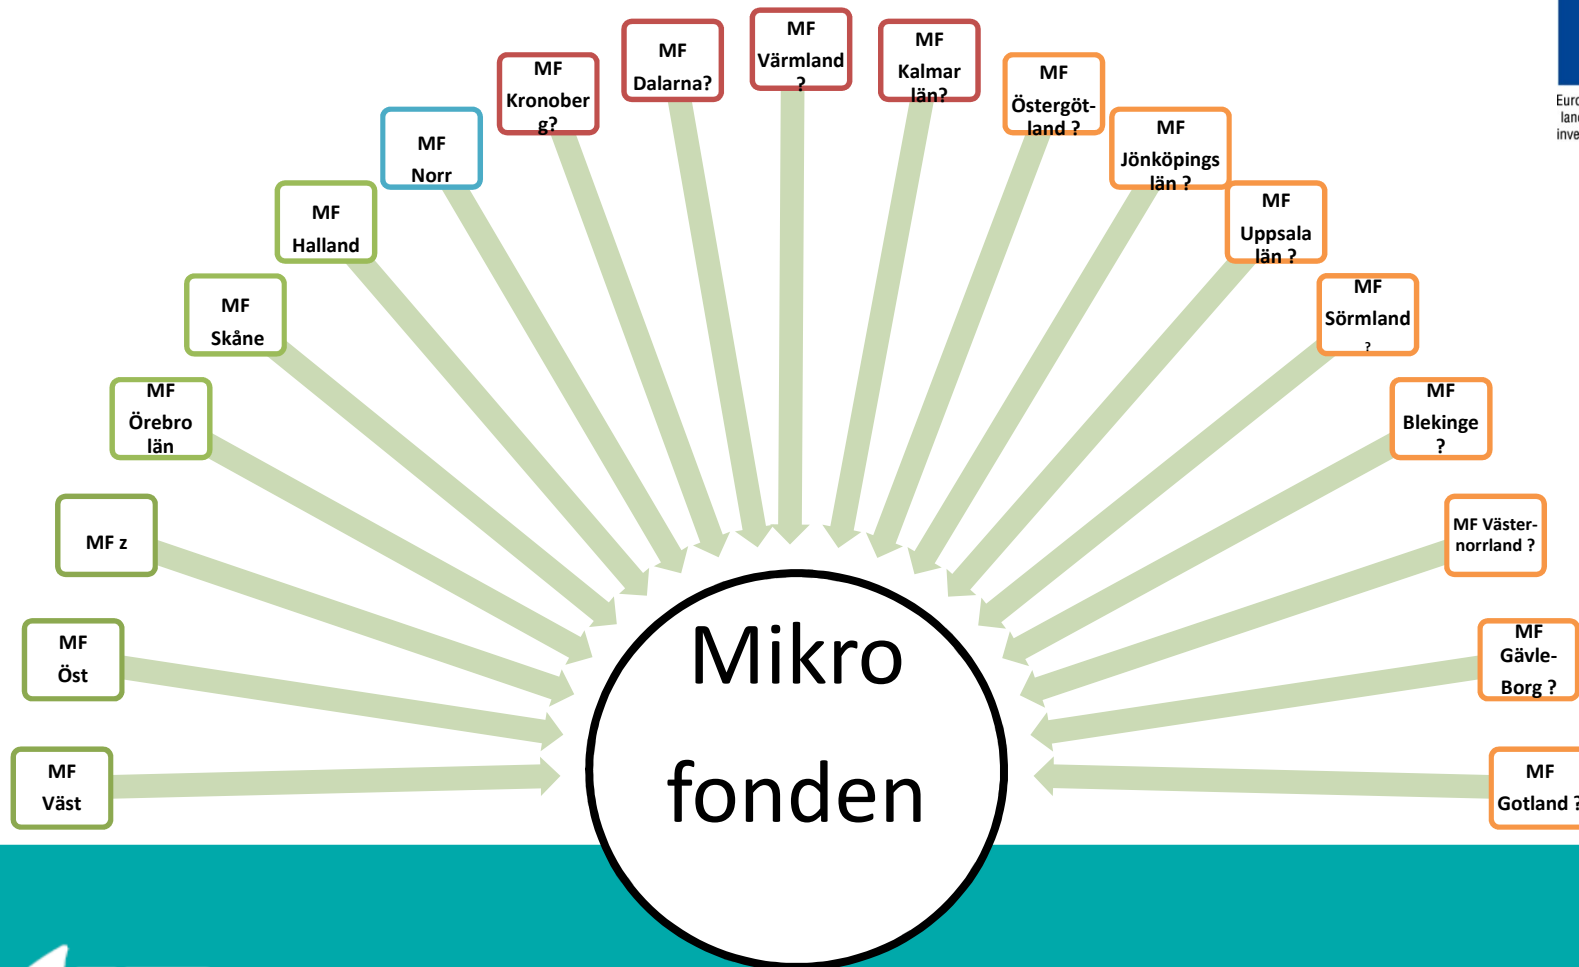 MF
Väst
MF
Öst
MF z
MF
Örebro
län
MF
Skåne
MF
Halland
MF
Norr
MF
Kronober
g?
MF
Dalarna?
MF
Värmland
?
MF
Kalmar
län?
MF
Östergöt-
land ?
MF
Jönköpings
län ?
MF
Uppsala
län ?
MF
Sörmland
?
MF
Blekinge
?
MF Väster-
norrland ?
MF
Gävle-
Borg ?
MF
Gotland ?
Mikro
fonden